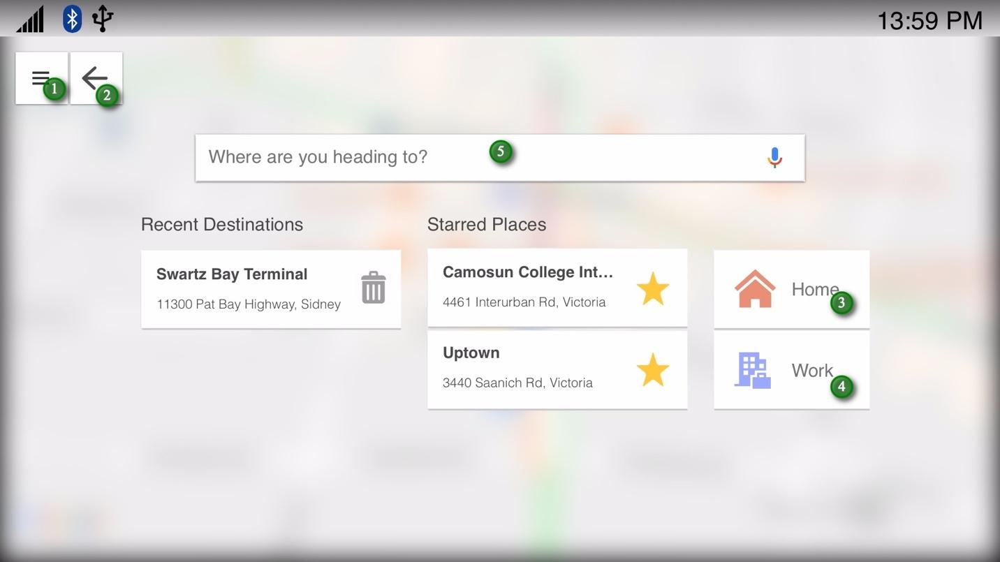 13:59 PM
1
2
Where are you heading to?
5
Recent Destinations
Swartz Bay Terminal
11300 Pat Bay Highway, Sidney
Starred Places
Camosun College Int...
4461 Interurban Rd, Victoria
Uptown
3440 Saanich Rd, Victoria
Home
3
Work
4